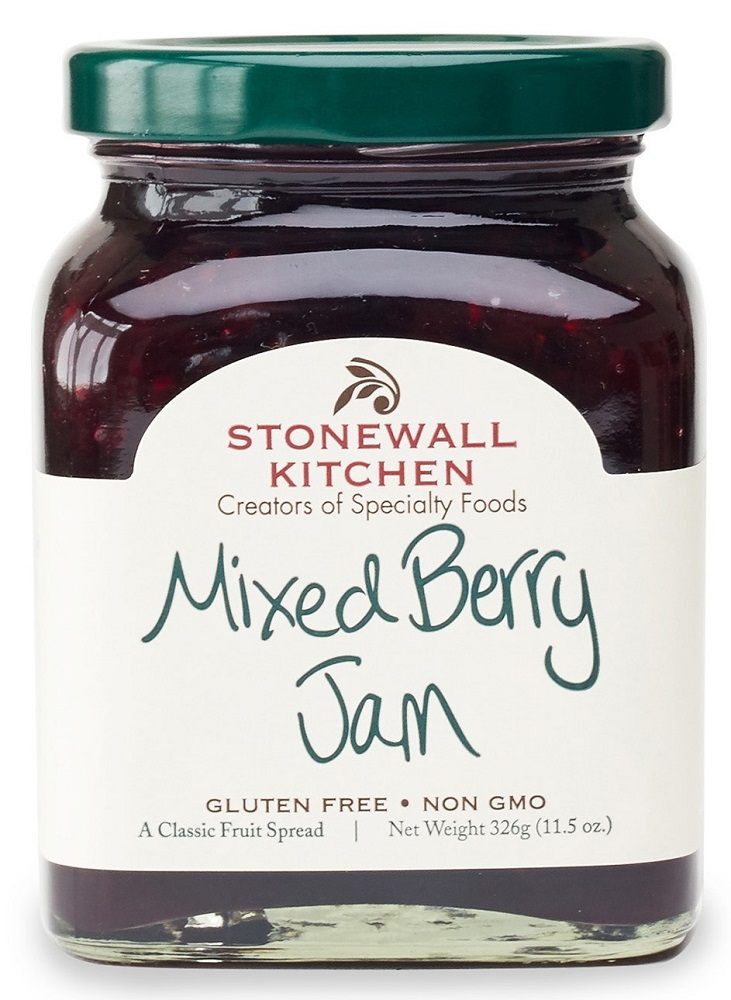 STONEWALL
KITCHEN
Creators of Specialty Foods
Mixed Berry
Jam
GLUTEN FREE • NON GMO
A Classic Fruit Spread | Net Weight 326g (11.5 oz.)